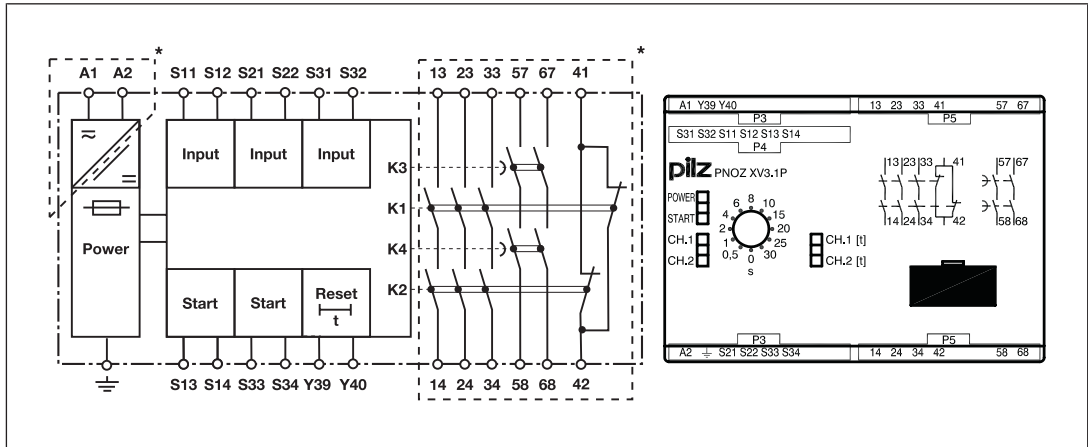 *
*
A1 A2 S11 S12 S21 S22 S31 S32 13 23 33 57 67 41
Input Input Input
K3
K1
K4
K2
Power
Start Start Reset
t
S13 S14 S33 S34 Y39 Y40 14 24 34 58 68 42
A1 Y39 Y40 13 23 33 41 57 67
P3 P5
S31 S32 S11 S12 S13 S14
P4
pilz PNOZ XV3.1P
POWER
START
CH.1
CH.2
0,5 1 2 4 6 8 10 15 20 25 30 0
s
CH.1 [t]
CH.2 [t]
13 23 33 41 57 67
14 24 34 42 58 68
P3 P5
A2 S21 S22 S33 S34 14 24 34 42 58 68